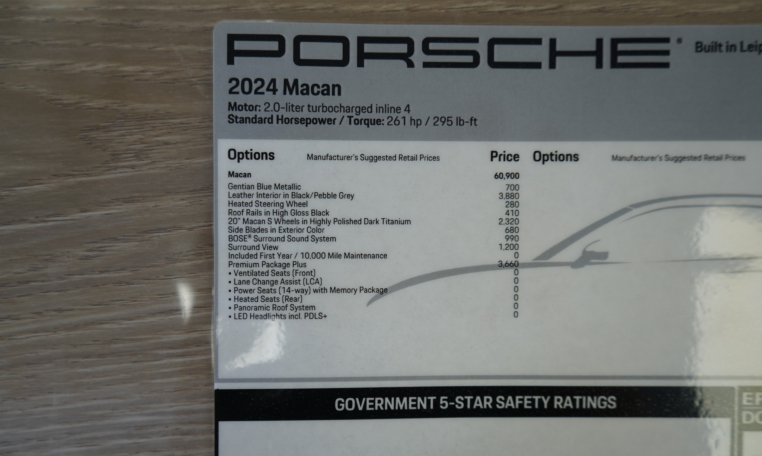 PORSCHE® Built in Leip
2024 Macan
Motor: 2.0-liter turbocharged inline 4
Standard Horsepower / Torque: 261 hp / 295 lb-ft
Options Manufacturer's Suggested Retail Prices Price Options Manufacturer's Suggested Retail Prices
Macan 60,900
Gentian Blue Metallic 700
Leather Interior in Black/Pebble Grey 3,880
Heated Steering Wheel 280
Roof Rails in High Gloss Black 410
20" Macan S Wheels in Highly Polished Dark Titanium 2,320
Side Blades in Exterior Color 680
BOSE® Surround Sound System 990
Surround View 1,200
Included First Year / 10,000 Mile Maintenance 0
Premium Package Plus 3,660
• Ventilated Seats (Front) 0
• Lane Change Assist (LCA) 0
• Power Seats (14-way) with Memory Package 0
• Heated Seats (Rear) 0
• Panoramic Roof System 0
• LED Headlights incl. PDLS+ 0
GOVERNMENT 5-STAR SAFETY RATINGS